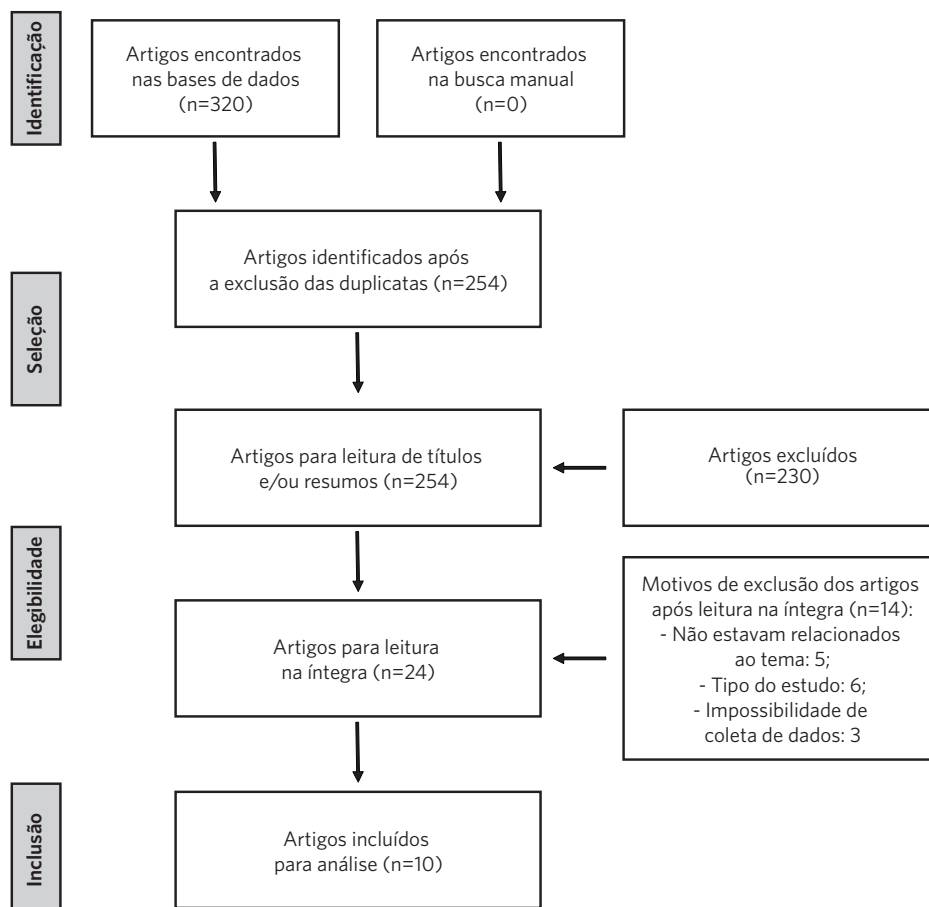 Identificação
Artigos encontrados
nas bases de dados
(n=320)
Artigos encontrados
na busca manual
(n=0)
Seleção
Artigos identificados após
a exclusão das duplicatas (n=254)
Artigos para leitura de títulos
e/ou resumos (n=254)
Artigos excluídos
(n=230)
Elegibilidade
Artigos para leitura
na íntegra (n=24)
Motivos de exclusão dos artigos
após leitura na íntegra (n=14):
- Não estavam relacionados
ao tema: 5;
- Tipo do estudo: 6;
- Impossibilidade de
coleta de dados: 3
Inclusão
Artigos incluídos
para análise (n=10)